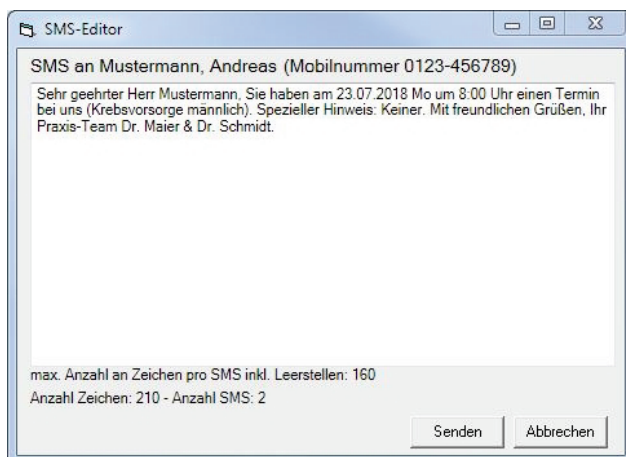 SMS-Editor
SMS an Mustermann, Andreas (Mobilnummer 0123-456789)
Sehr geehrter Herr Mustermann, Sie haben am 23.07.2018 Mo um 8:00 Uhr einen Termin
bei uns (Krebsvorsorge männlich). Spezieller Hinweis: Keiner. Mit freundlichen Grüßen, Ihr
Praxis-Team Dr. Maier & Dr. Schmidt.
max. Anzahl an Zeichen pro SMS inkl. Leerstellen: 160
Anzahl Zeichen: 210 - Anzahl SMS: 2
Senden Abbrechen